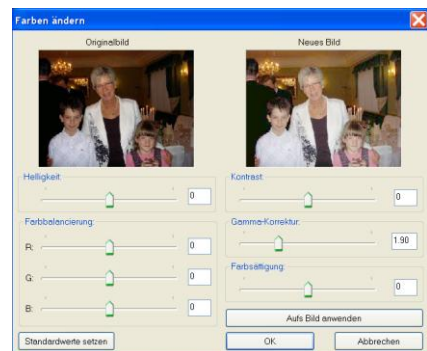 Farben ändern
Originalbild
Neues Bild
Helligkeit:
0
Kontrast:
0
Farbbalancierung:
R: 0
G: 0
B: 0
Gamma-Korrektur:
1.90
Farbsättigung:
0
Aufs Bild anwenden
Standardwerte setzen
OK
Abbrechen